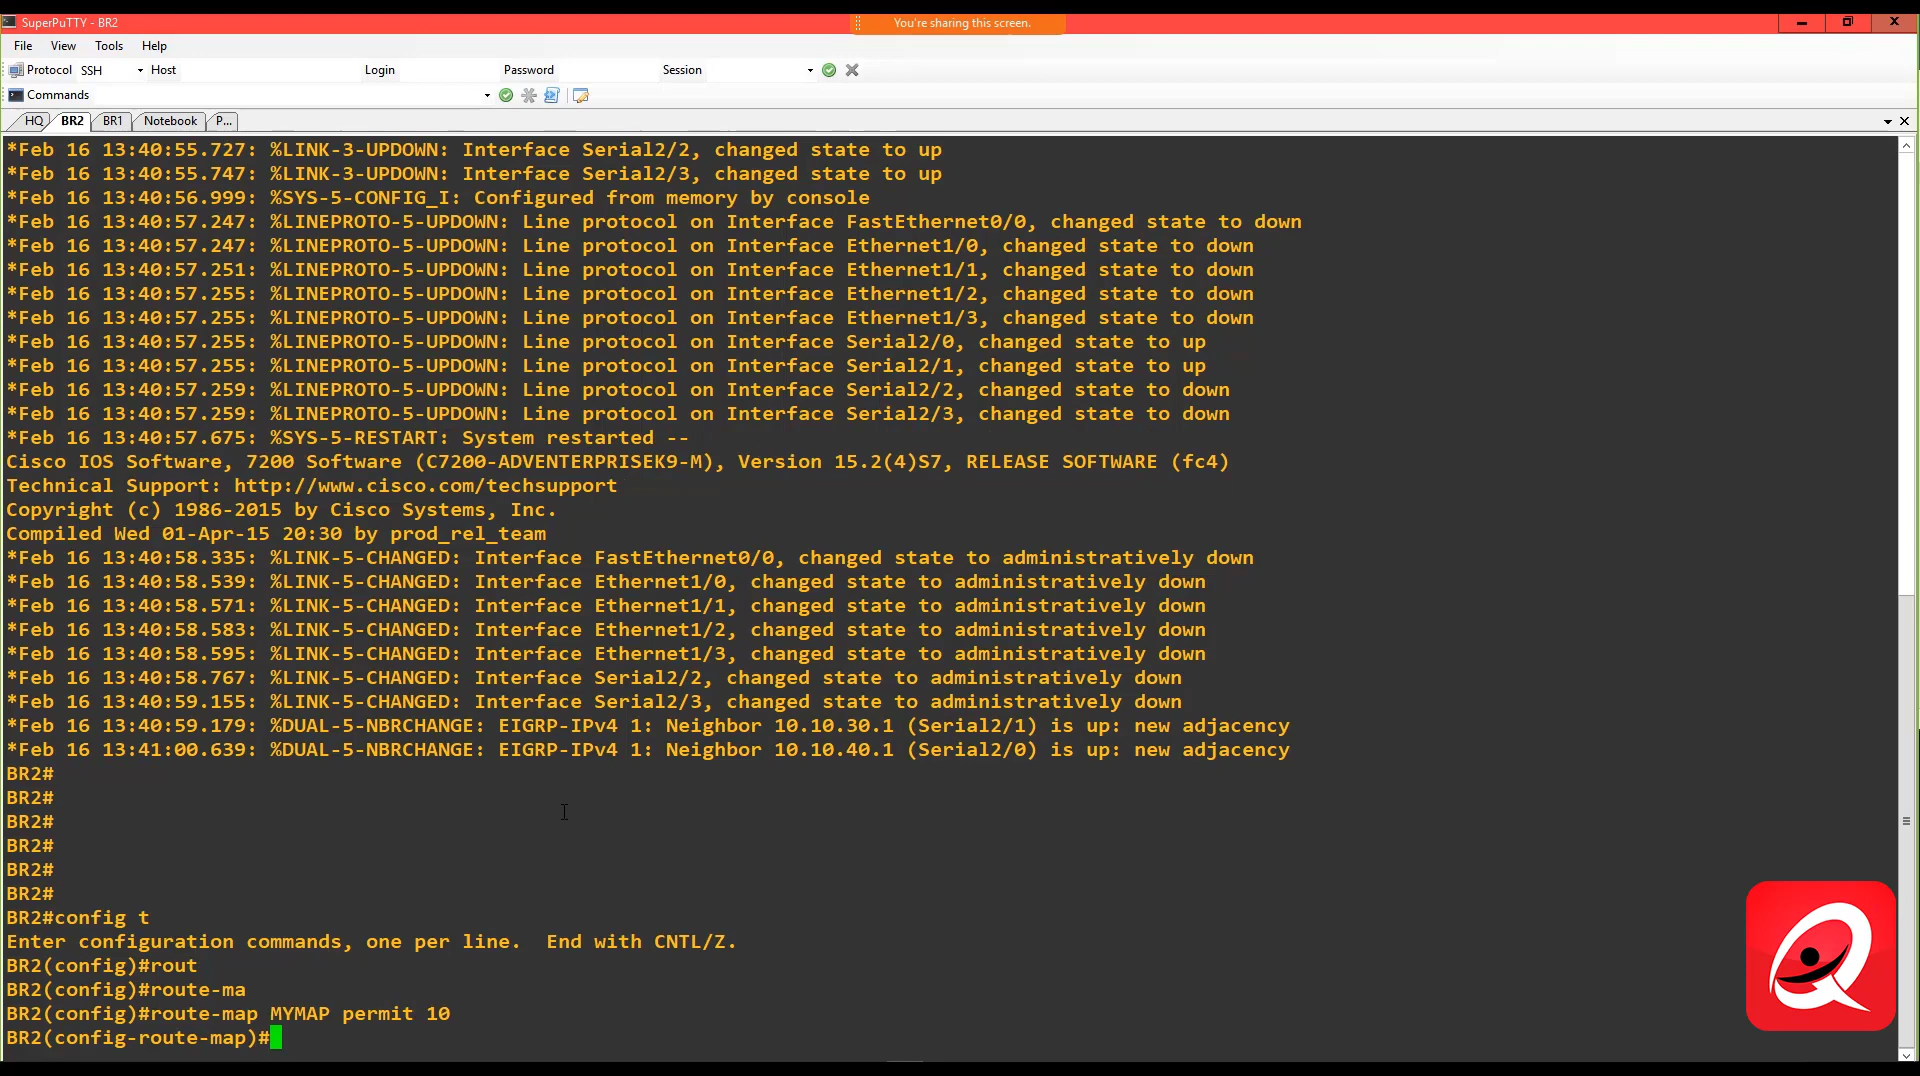 SuperPuTTY - BR2
You're sharing this screen.
File View Tools Help
Protocol SSH Host Login Password Session
Commands
HQ BR2 BR1 Notebook P...
*Feb 16 13:40:55.727: %LINK-3-UPDOWN: Interface Serial2/2, changed state to up
*Feb 16 13:40:55.747: %LINK-3-UPDOWN: Interface Serial2/3, changed state to up
*Feb 16 13:40:56.999: %SYS-5-CONFIG_I: Configured from memory by console
*Feb 16 13:40:57.247: %LINEPROTO-5-UPDOWN: Line protocol on Interface FastEthernet0/0, changed state to down
*Feb 16 13:40:57.247: %LINEPROTO-5-UPDOWN: Line protocol on Interface Ethernet1/0, changed state to down
*Feb 16 13:40:57.251: %LINEPROTO-5-UPDOWN: Line protocol on Interface Ethernet1/1, changed state to down
*Feb 16 13:40:57.255: %LINEPROTO-5-UPDOWN: Line protocol on Interface Ethernet1/2, changed state to down
*Feb 16 13:40:57.255: %LINEPROTO-5-UPDOWN: Line protocol on Interface Ethernet1/3, changed state to down
*Feb 16 13:40:57.255: %LINEPROTO-5-UPDOWN: Line protocol on Interface Serial2/0, changed state to up
*Feb 16 13:40:57.255: %LINEPROTO-5-UPDOWN: Line protocol on Interface Serial2/1, changed state to up
*Feb 16 13:40:57.259: %LINEPROTO-5-UPDOWN: Line protocol on Interface Serial2/2, changed state to down
*Feb 16 13:40:57.259: %LINEPROTO-5-UPDOWN: Line protocol on Interface Serial2/3, changed state to down
*Feb 16 13:40:57.675: %SYS-5-RESTART: System restarted --
Cisco IOS Software, 7200 Software (C7200-ADVENTERPRISEK9-M), Version 15.2(4)S7, RELEASE SOFTWARE (fc4)
Technical Support: http://www.cisco.com/techsupport
Copyright (c) 1986-2015 by Cisco Systems, Inc.
Compiled Wed 01-Apr-15 20:30 by prod_rel_team
*Feb 16 13:40:58.335: %LINK-5-CHANGED: Interface FastEthernet0/0, changed state to administratively down
*Feb 16 13:40:58.539: %LINK-5-CHANGED: Interface Ethernet1/0, changed state to administratively down
*Feb 16 13:40:58.571: %LINK-5-CHANGED: Interface Ethernet1/1, changed state to administratively down
*Feb 16 13:40:58.583: %LINK-5-CHANGED: Interface Ethernet1/2, changed state to administratively down
*Feb 16 13:40:58.595: %LINK-5-CHANGED: Interface Ethernet1/3, changed state to administratively down
*Feb 16 13:40:58.767: %LINK-5-CHANGED: Interface Serial2/2, changed state to administratively down
*Feb 16 13:40:59.155: %LINK-5-CHANGED: Interface Serial2/3, changed state to administratively down
*Feb 16 13:40:59.179: %DUAL-5-NBRCHANGE: EIGRP-IPv4 1: Neighbor 10.10.30.1 (Serial2/1) is up: new adjacency
*Feb 16 13:41:00.639: %DUAL-5-NBRCHANGE: EIGRP-IPv4 1: Neighbor 10.10.40.1 (Serial2/0) is up: new adjacency
BR2#
BR2#
BR2#
BR2#
BR2#
BR2#
BR2#config t
Enter configuration commands, one per line.  End with CNTL/Z.
BR2(config)#rout
BR2(config)#route-ma
BR2(config)#route-map MYMAP permit 10
BR2(config-route-map)#